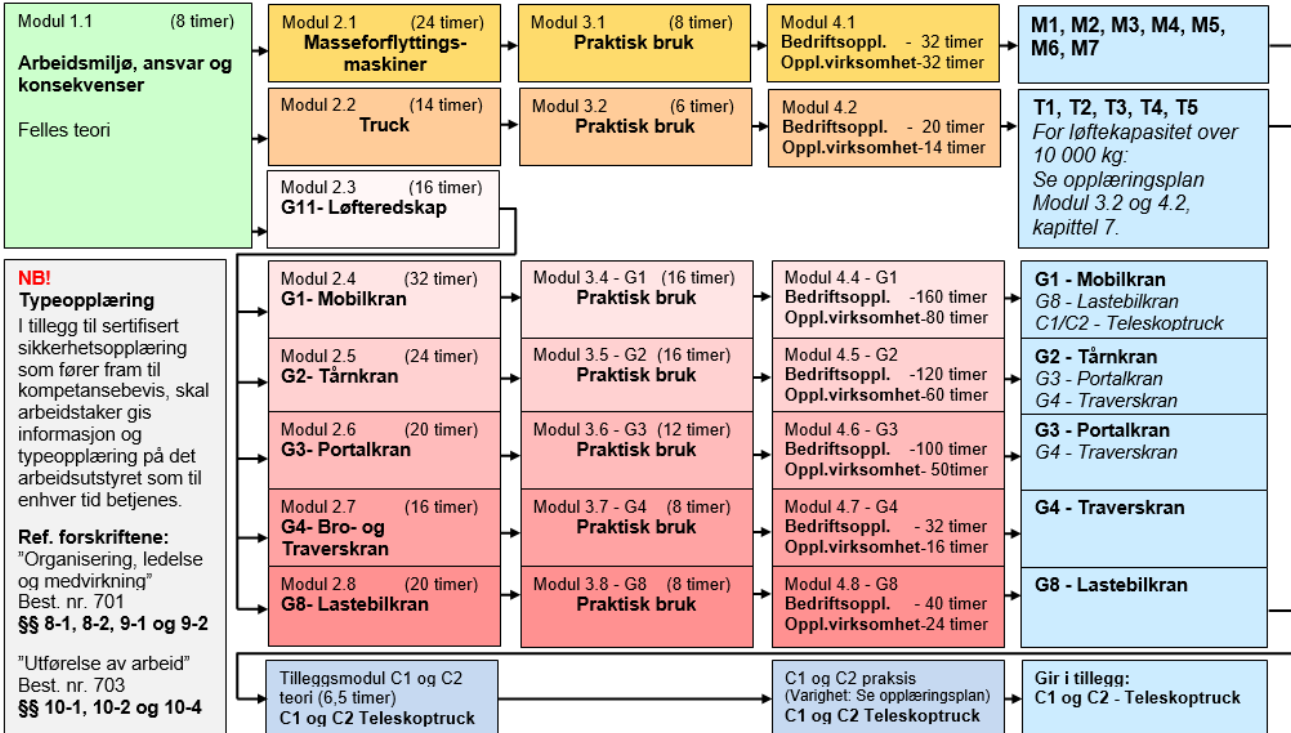 Modul 1.1 (8 timer)
Arbeidsmiljø, ansvar og
konsekvenser
Felles teori
Modul 2.1 (24 timer)
Masseforflyttings-
maskiner
Modul 3.1 (8 timer)
Praktisk bruk
Modul 4.1
Bedriftsoppl. - 32 timer
Oppl.virksomhet-32 timer
M1, M2, M3, M4, M5,
M6, M7
Modul 2.2 (14 timer)
Truck
Modul 3.2 (6 timer)
Praktisk bruk
Modul 4.2
Bedriftsoppl. - 20 timer
Oppl.virksomhet-14 timer
T1, T2, T3, T4, T5
For løftekapasitet over
10 000 kg:
Se opplæringsplan
Modul 3.2 og 4.2,
kapittel 7.
Modul 2.3 (16 timer)
G11- Løfteredskap
NB!
Typeopplæring
I tillegg til sertifisert
sikkerhetsopplæring
som fører fram til
kompetansebevis, skal
arbeidstaker gis
informasjon og
typeopplæring på det
arbeidsutstyret som til
enhver tid betjenes.
Ref. forskriftene:
"Organisering, ledelse
og medvirkning"
Best. nr. 701
§§ 8-1, 8-2, 9-1 og 9-2
"Utførelse av arbeid"
Best. nr. 703
§§ 10-1, 10-2 og 10-4
Modul 2.4 (32 timer)
G1- Mobilkran
Modul 3.4 - G1 (16 timer)
Praktisk bruk
Modul 4.4 - G1
Bedriftsoppl. -160 timer
Oppl.virksomhet-80 timer
G1 - Mobilkran
G8 - Lastebilkran
C1/C2 - Teleskoptruck
Modul 2.5 (24 timer)
G2- Tårnkran
Modul 3.5 - G2 (16 timer)
Praktisk bruk
Modul 4.5 - G2
Bedriftsoppl. -120 timer
Oppl.virksomhet-60 timer
G2 - Tårnkran
G3 - Portalkran
G4 - Traverskran
Modul 2.6 (20 timer)
G3- Portalkran
Modul 3.6 - G3 (12 timer)
Praktisk bruk
Modul 4.6 - G3
Bedriftsoppl. -100 timer
Oppl.virksomhet- 50timer
G3 - Portalkran
G4 - Traverskran
Modul 2.7 (16 timer)
G4- Bro- og
Traverskran
Modul 3.7 - G4 (8 timer)
Praktisk bruk
Modul 4.7 - G4
Bedriftsoppl. - 32 timer
Oppl.virksomhet-16 timer
G4 - Traverskran
Modul 2.8 (20 timer)
G8- Lastebilkran
Modul 3.8 - G8 (8 timer)
Praktisk bruk
Modul 4.8 - G8
Bedriftsoppl. - 40 timer
Oppl.virksomhet-24 timer
G8 - Lastebilkran
Tilleggsmodul C1 og C2
teori (6,5 timer)
C1 og C2 Teleskoptruck
C1 og C2 praksis
(Varighet: Se opplæringsplan)
C1 og C2 Teleskoptruck
Gir i tillegg:
C1 og C2 - Teleskoptruck